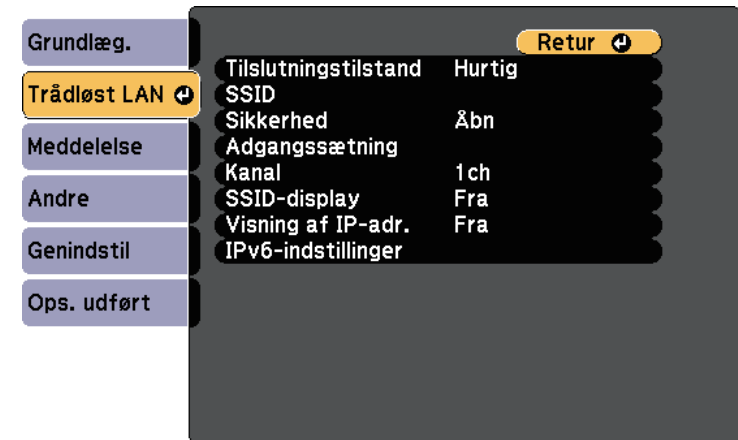 Grundlæg.
Trådløst LAN
Meddelelse
Andre
Genindstil
Ops. udført
Retur
Tilslutningstilstand Hurtig
SSID
Sikkerhed Åbn
Adgangssætning
Kanal 1ch
SSID-display Fra
Visning af IP-adr. Fra
IPv6-indstillinger